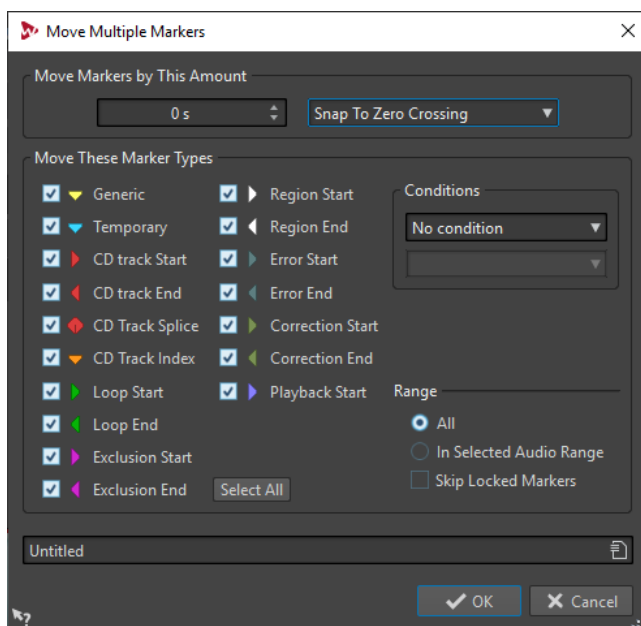 Move Multiple Markers
Move Markers by This Amount
0 s
Snap To Zero Crossing
Move These Marker Types
Generic
Temporary
CD track Start
CD track End
CD Track Splice
CD Track Index
Loop Start
Loop End
Exclusion Start
Exclusion End
Region Start
Region End
Error Start
Error End
Correction Start
Correction End
Playback Start
Select All
Conditions
No condition
Range
All
In Selected Audio Range
Skip Locked Markers
Untitled
OK
Cancel
?